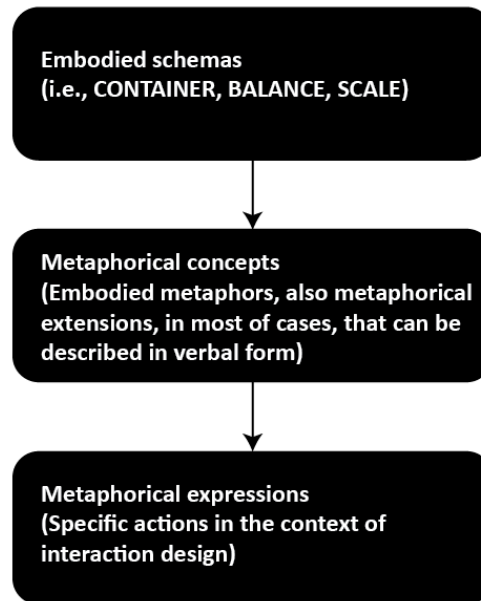 Embodied schemas
(i.e., CONTAINER, BALANCE, SCALE)
Metaphorical concepts
(Embodied metaphors, also metaphorical
extensions, in most of cases, that can be
described in verbal form)
Metaphorical expressions
(Specific actions in the context of
interaction design)